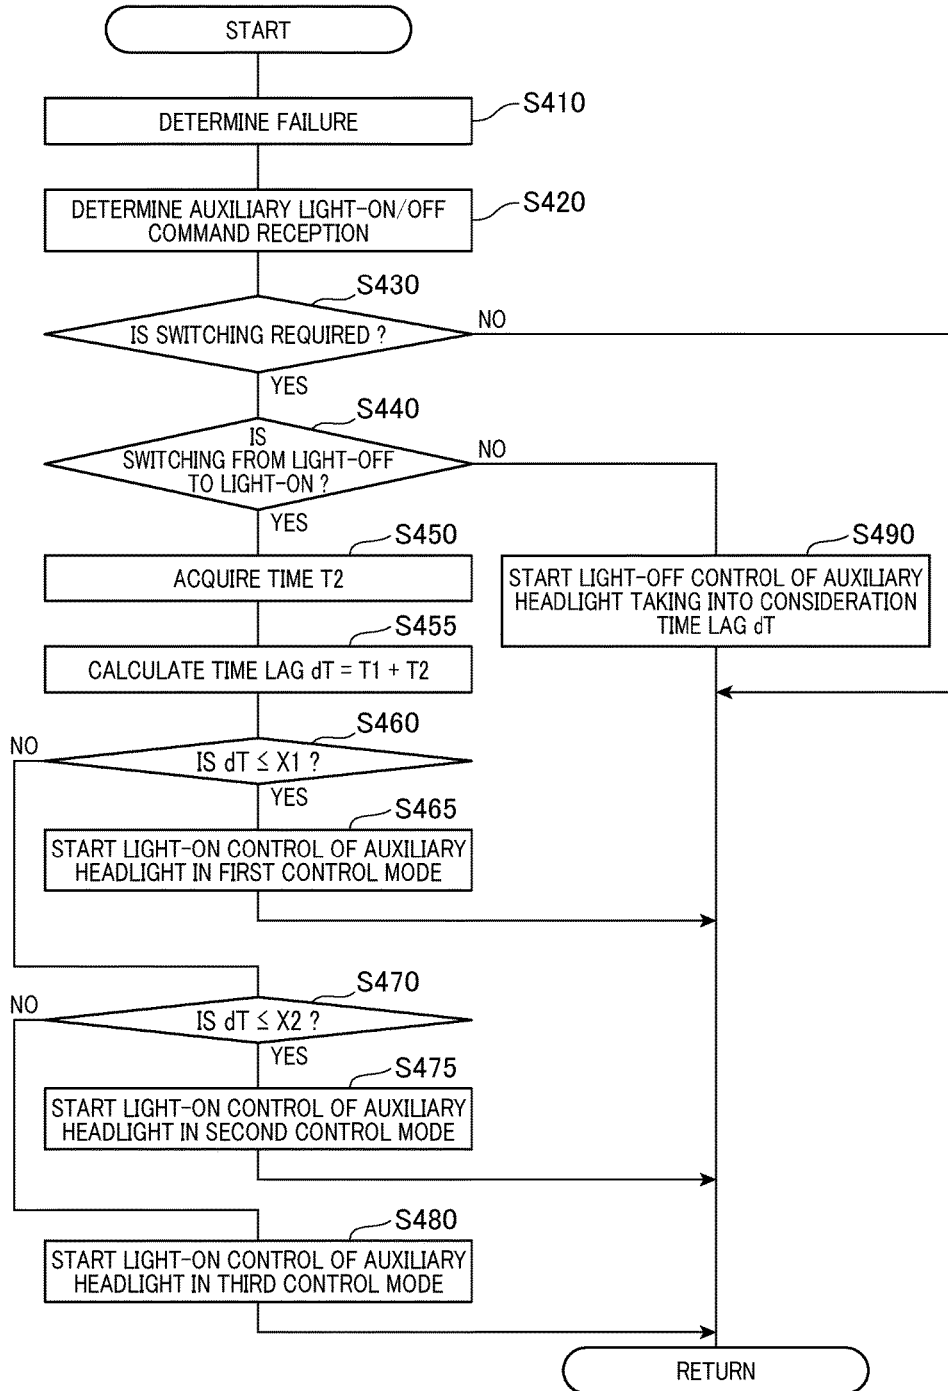 START
S410
DETERMINE FAILURE
S420
DETERMINE AUXILIARY LIGHT-ON/OFF
COMMAND RECEPTION
S430
IS SWITCHING REQUIRED ?
NO
YES
S440
IS
SWITCHING FROM LIGHT-OFF
TO LIGHT-ON ?
NO
YES
S450
ACQUIRE TIME T2
S490
START LIGHT-OFF CONTROL OF AUXILIARY
HEADLIGHT TAKING INTO CONSIDERATION
TIME LAG dT
S455
CALCULATE TIME LAG dT = T1 + T2
S460
NO
IS dT ≤ X1 ?
YES
S465
START LIGHT-ON CONTROL OF AUXILIARY
HEADLIGHT IN FIRST CONTROL MODE
S470
NO
IS dT ≤ X2 ?
YES
S475
START LIGHT-ON CONTROL OF AUXILIARY
HEADLIGHT IN SECOND CONTROL MODE
S480
START LIGHT-ON CONTROL OF AUXILIARY
HEADLIGHT IN THIRD CONTROL MODE
RETURN